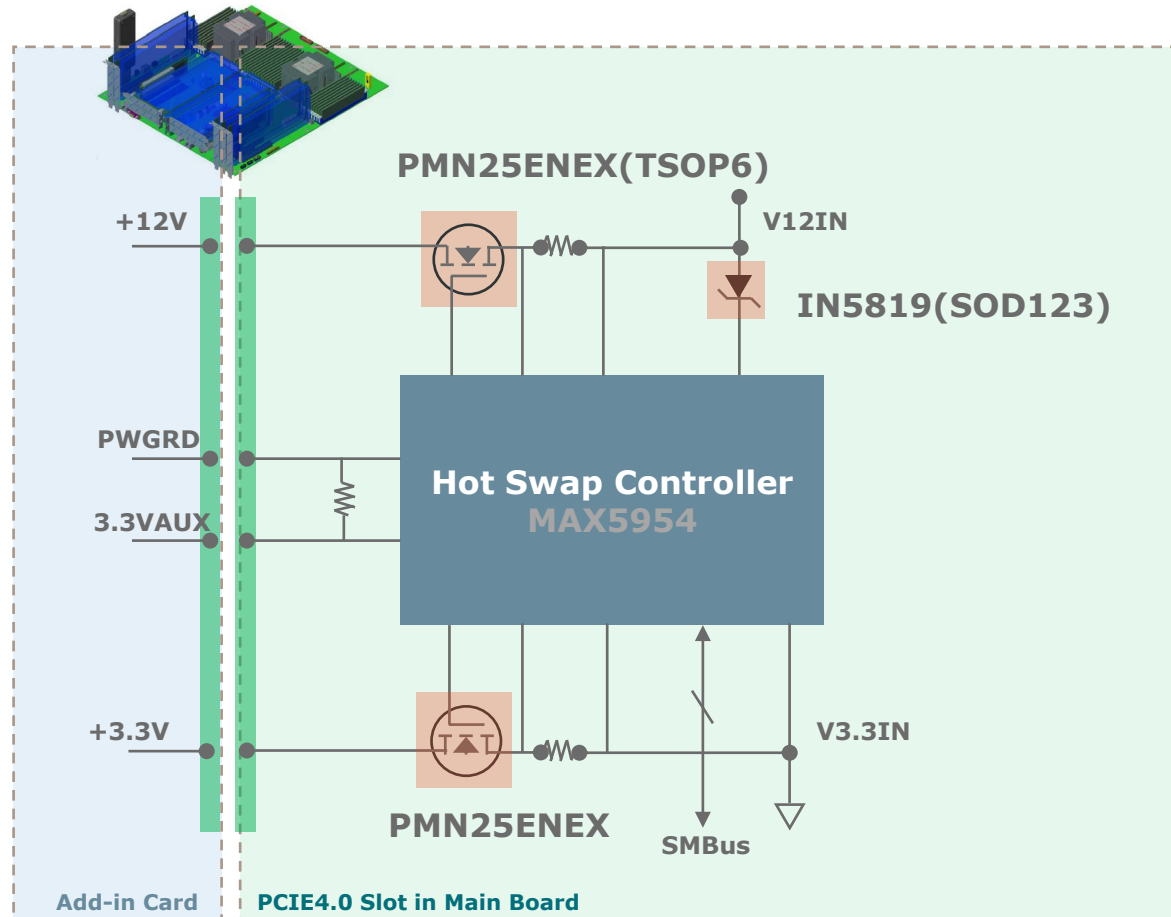 PMN25ENEX(TSOP6)
+12V
V12IN
IN5819(SOD123)
PWGRD
Hot Swap Controller
MAX5954
3.3VAUX
+3.3V
V3.3IN
PMN25ENEX
SMBus
Add-in Card
PCIE4.0 Slot in Main Board